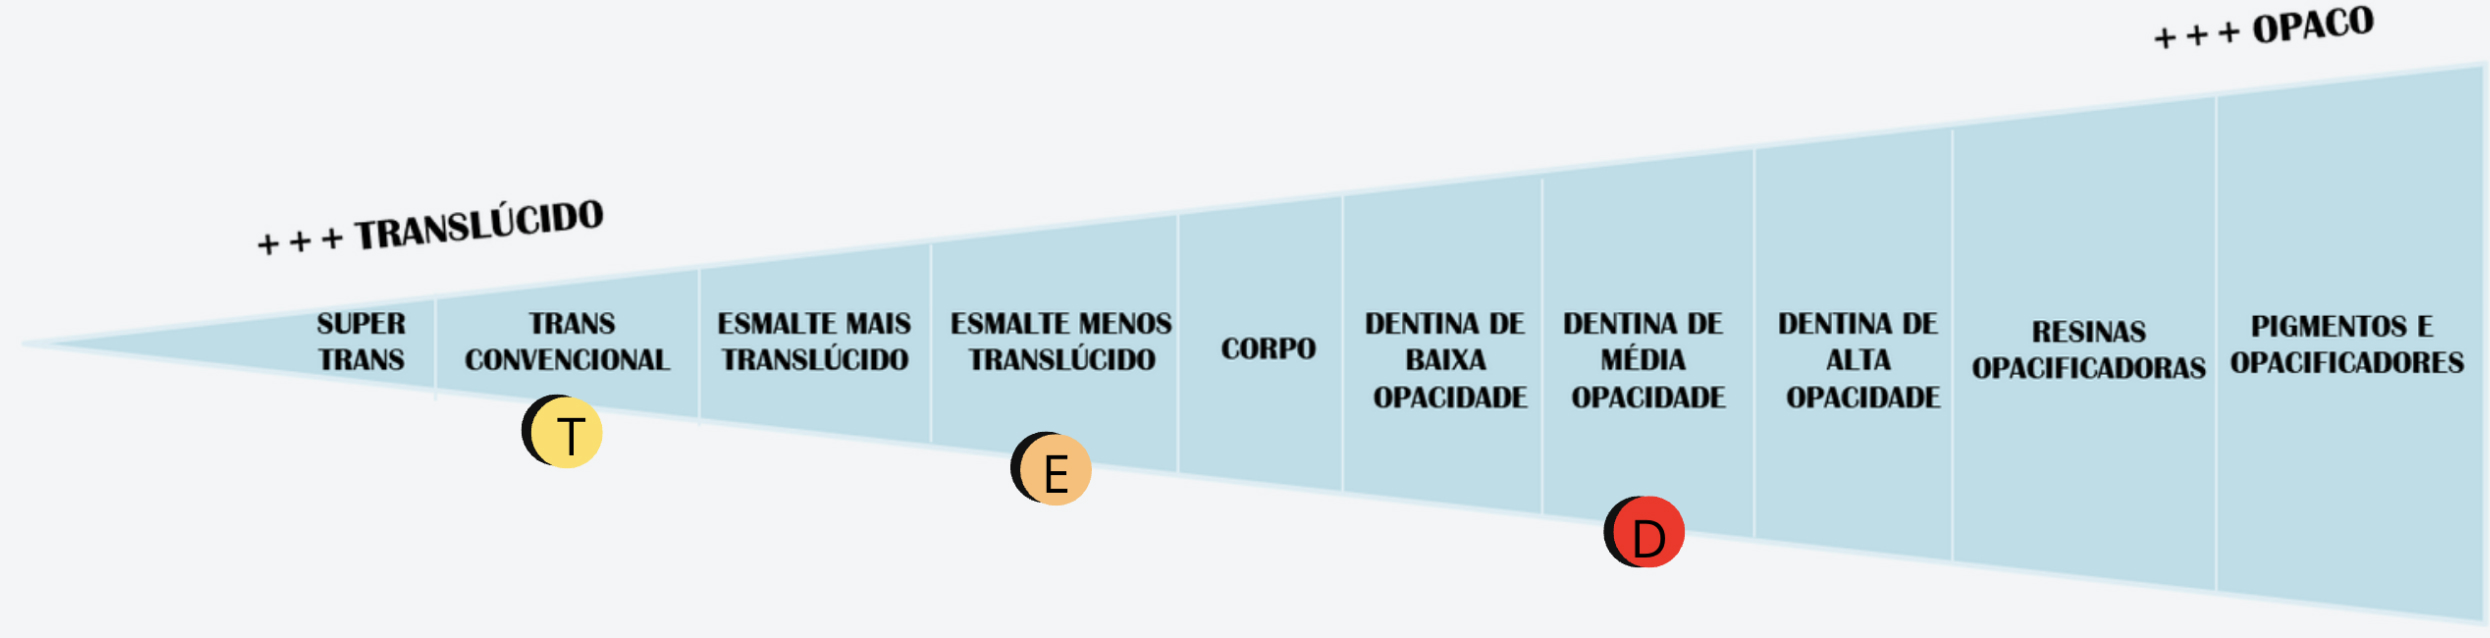 + + + OPACO
+ + + TRANSLÚCIDO
SUPER
TRANS
TRANS
CONVENCIONAL
ESMALTE MAIS
TRANSLÚCIDO
ESMALTE MENOS
TRANSLÚCIDO
CORPO
DENTINA DE
BAIXA
OPACIDADE
DENTINA DE
MÉDIA
OPACIDADE
DENTINA DE
ALTA
OPACIDADE
RESINAS
OPACIFICADORAS
PIGMENTOS E
OPACIFICADORES
T
E
D